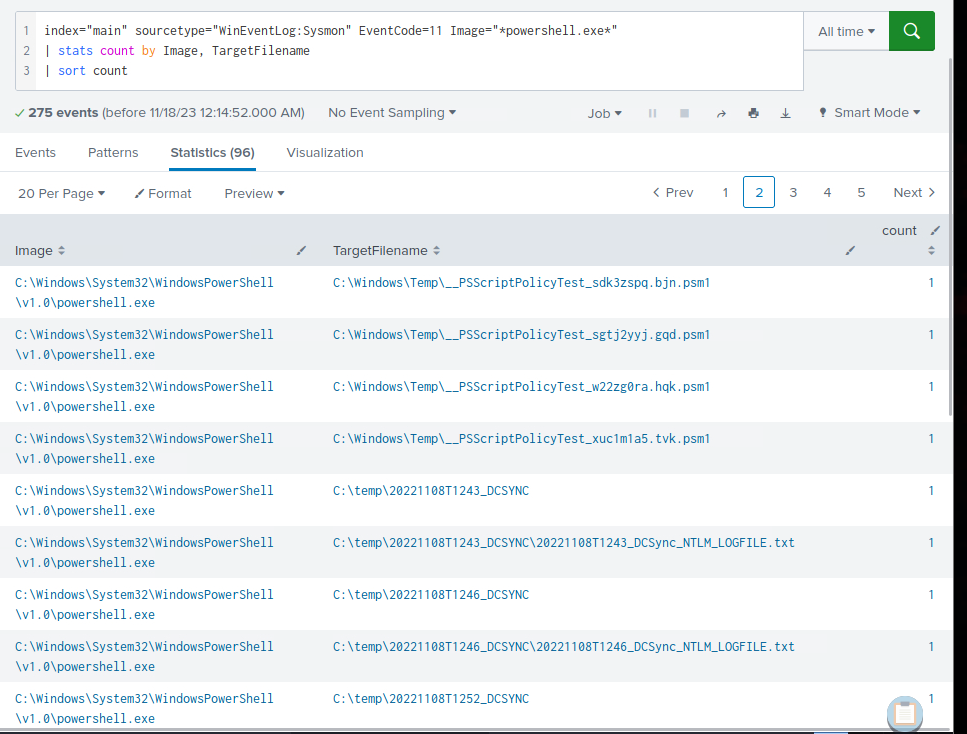 1 index="main" sourcetype="WinEventLog:Sysmon" EventCode=11 Image="*powershell.exe*"
2 | stats count by Image, TargetFilename
3 | sort count
All time
275 events (before 11/18/23 12:14:52.000 AM) No Event Sampling Job Smart Mode
Events Patterns Statistics (96) Visualization
20 Per Page Format Preview Prev 1 2 3 4 5 Next
count
Image TargetFilename
C:\Windows\System32\WindowsPowerShell C:\Windows\Temp\__PSScriptPolicyTest_sdk3zspq.bjn.psm1 1
\v1.0\powershell.exe
C:\Windows\System32\WindowsPowerShell C:\Windows\Temp\__PSScriptPolicyTest_sgtj2yyj.gqd.psm1 1
\v1.0\powershell.exe
C:\Windows\System32\WindowsPowerShell C:\Windows\Temp\__PSScriptPolicyTest_w22zg0ra.hqk.psm1 1
\v1.0\powershell.exe
C:\Windows\System32\WindowsPowerShell C:\Windows\Temp\__PSScriptPolicyTest_xuc1m1a5.tvk.psm1 1
\v1.0\powershell.exe
C:\Windows\System32\WindowsPowerShell C:\temp\20221108T1243_DCSYNC 1
\v1.0\powershell.exe
C:\Windows\System32\WindowsPowerShell C:\temp\20221108T1243_DCSYNC\20221108T1243_DCSync_NTLM_LOGFILE.txt 1
\v1.0\powershell.exe
C:\Windows\System32\WindowsPowerShell C:\temp\20221108T1246_DCSYNC 1
\v1.0\powershell.exe
C:\Windows\System32\WindowsPowerShell C:\temp\20221108T1246_DCSYNC\20221108T1246_DCSync_NTLM_LOGFILE.txt 1
\v1.0\powershell.exe
C:\Windows\System32\WindowsPowerShell C:\temp\20221108T1252_DCSYNC 1
\v1.0\powershell.exe